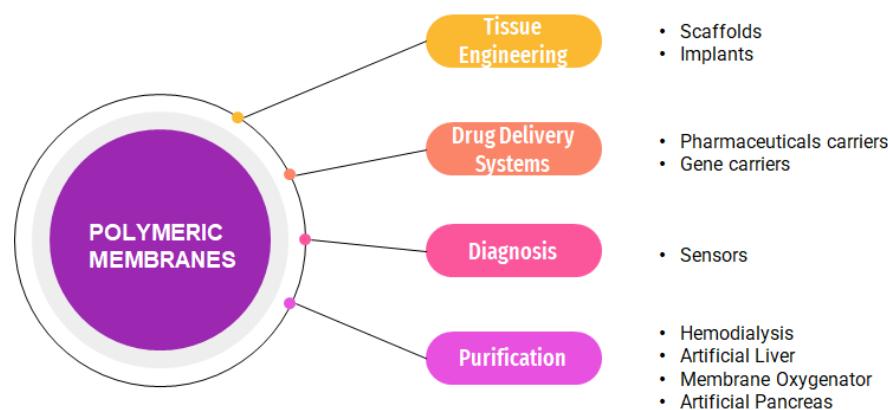 POLYMERIC
MEMBRANES
Tissue
Engineering
• Scaffolds
• Implants
Drug Delivery
Systems
• Pharmaceuticals carriers
• Gene carriers
Diagnosis
• Sensors
Purification
• Hemodialysis
• Artificial Liver
• Membrane Oxygenator
• Artificial Pancreas